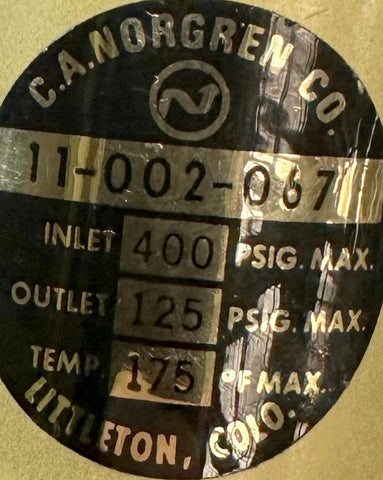 C.A. NORGREN CO.
11-002-067
INLET 400 PSIG. MAX.
OUTLET 125 PSIG. MAX.
TEMP. 175 °F MAX.
LITTLETON, COLO.